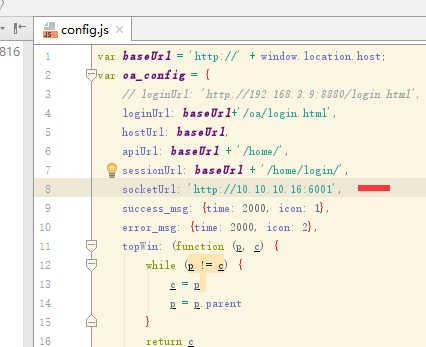 816
config.js ×
1 var baseUrl = 'http://' + window.location.host;
2 var oa_config = {
3 // loginUrl: 'http://192.168.3.9:8880/login.html',
4 loginUrl: baseUrl+'/oa/login.html',
5 hostUrl: baseUrl,
6 apiUrl: baseUrl + '/home/',
7 sessionUrl: baseUrl + '/home/login/',
8 socketUrl: 'http://10.10.10.16:6001',
9 success_msg: {time: 2000, icon: 1},
10 error_msg: {time: 2000, icon: 2},
11 topWin: (function (p, c) {
12 while (p != c) {
13 c = p
14 p = p.parent
15 }
16 return c